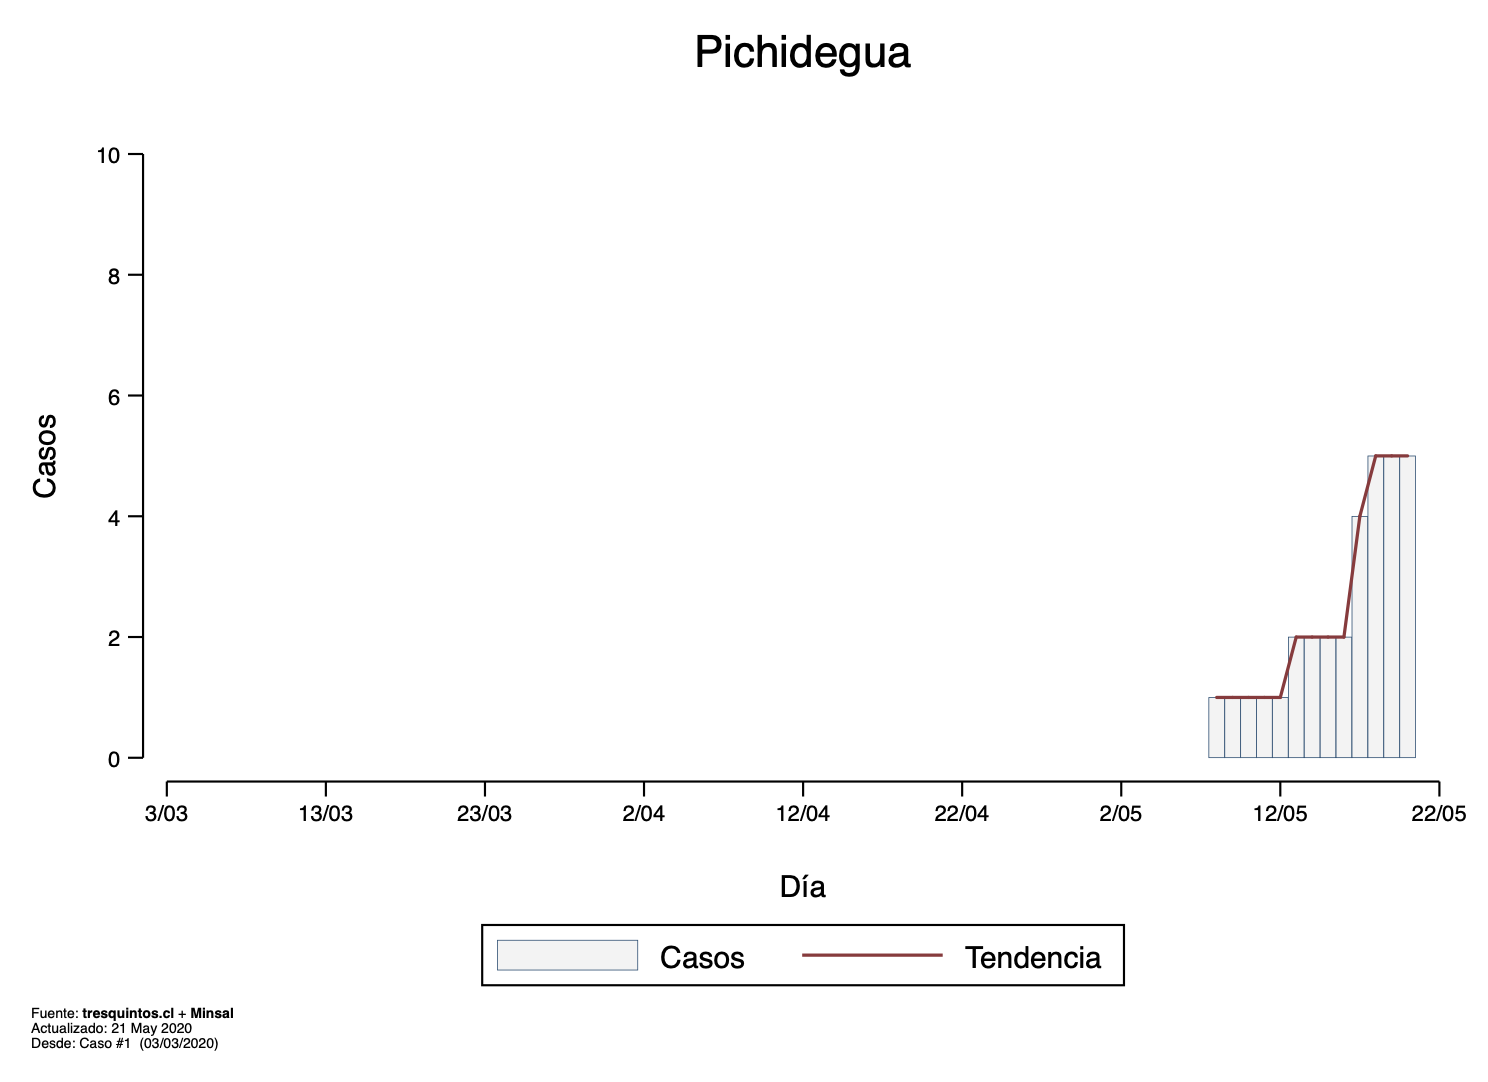 Pichidegua
10
8
6
4
2
0
Casos
3/03 13/03 23/03 2/04 12/04 22/04 2/05 12/05 22/05
Día
Casos Tendencia
Fuente: tresquintos.cl + Minsal
Actualizado: 21 May 2020
Desde: Caso #1 (03/03/2020)